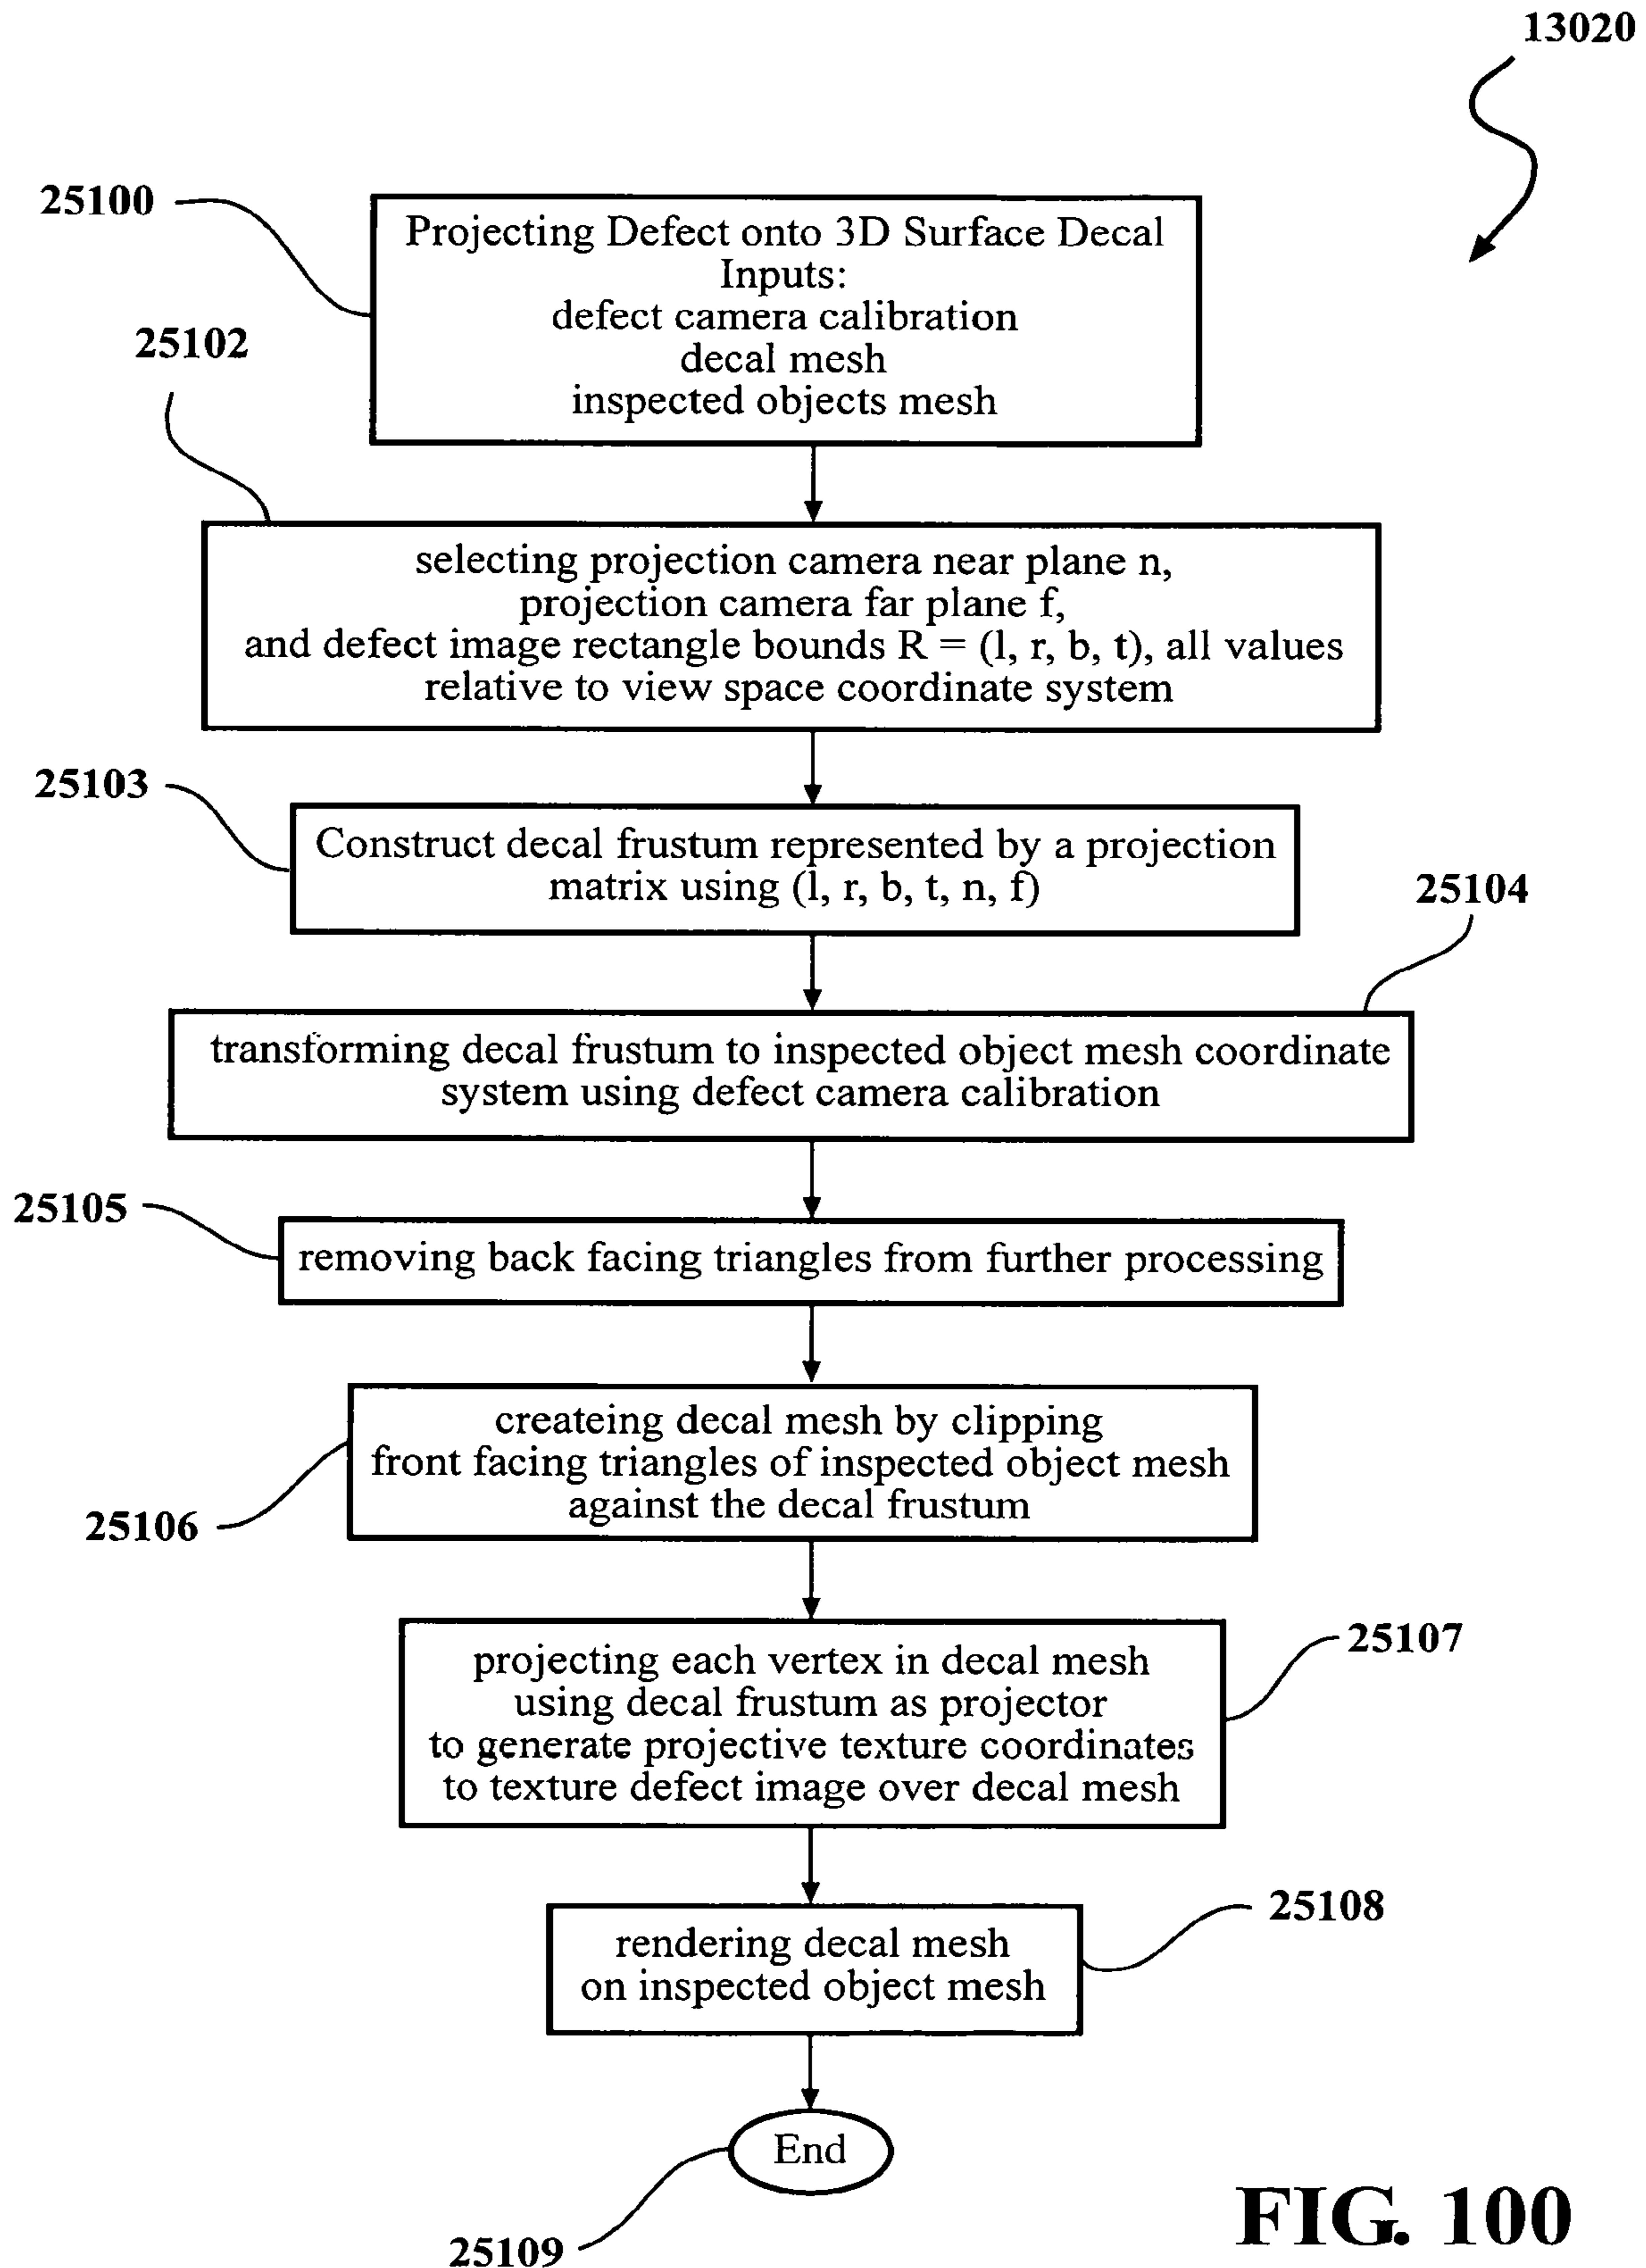 13020
25100
Projecting Defect onto 3D Surface Decal
Inputs:
defect camera calibration
decal mesh
inspected objects mesh
25102
selecting projection camera near plane n,
projection camera far plane f,
and defect image rectangle bounds R = (l, r, b, t), all values
relative to view space coordinate system
25103
Construct decal frustum represented by a projection
matrix using (l, r, b, t, n, f)
25104
transforming decal frustum to inspected object mesh coordinate
system using defect camera calibration
25105
removing back facing triangles from further processing
createing decal mesh by clipping
front facing triangles of inspected object mesh
against the decal frustum
25106
25107
projecting each vertex in decal mesh
using decal frustum as projector
to generate projective texture coordinates
to texture defect image over decal mesh
25108
rendering decal mesh
on inspected object mesh
End
25109
FIG. 100